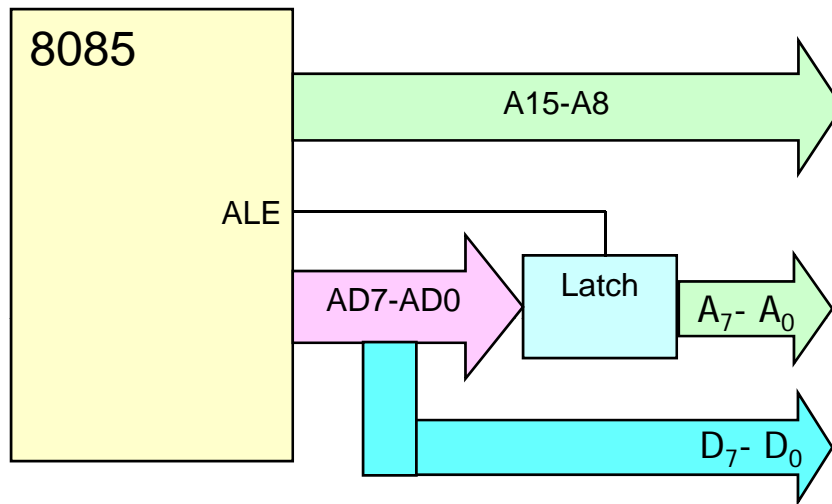 8085
A15-A8
ALE
AD7-AD0
Latch
A₇- A₀
D₇- D₀